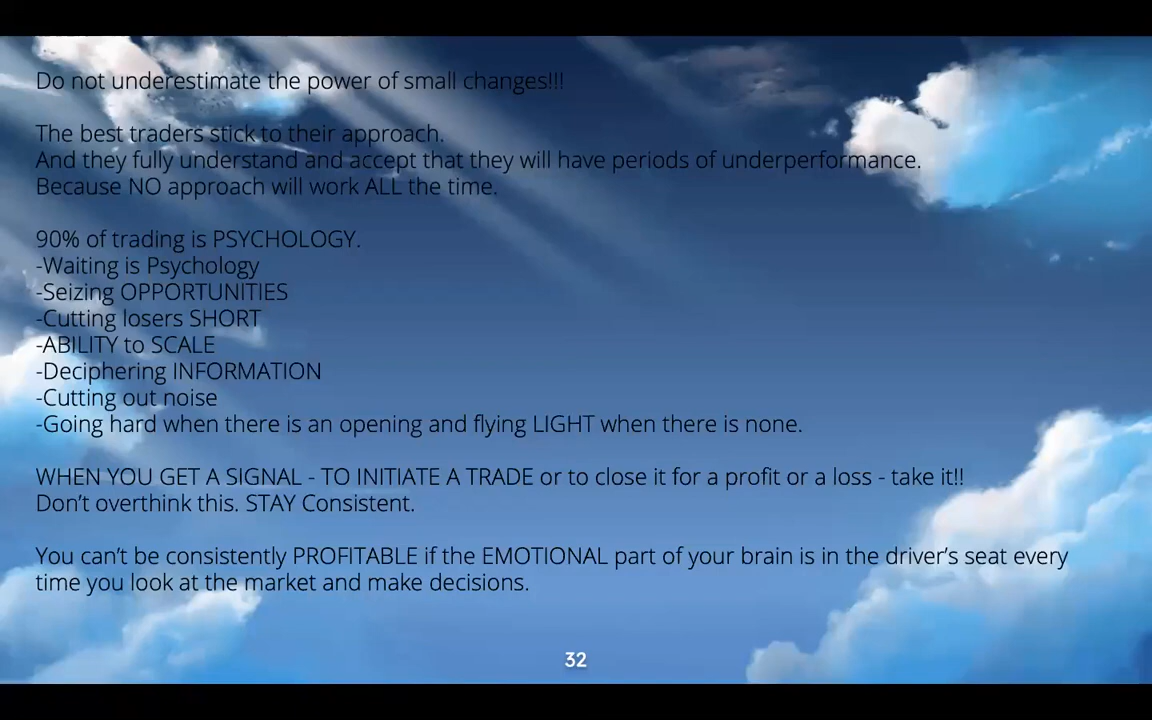 Do not underestimate the power of small changes!!!
The best traders stick to their approach.
And they fully understand and accept that they will have periods of underperformance.
Because NO approach will work ALL the time.
90% of trading is PSYCHOLOGY.
-Waiting is Psychology
-Seizing OPPORTUNITIES
-Cutting losers SHORT
-ABILITY to SCALE
-Deciphering INFORMATION
-Cutting out noise
-Going hard when there is an opening and flying LIGHT when there is none.
WHEN YOU GET A SIGNAL - TO INITIATE A TRADE or to close it for a profit or a loss - take it!!
Don’t overthink this. STAY Consistent.
You can’t be consistently PROFITABLE if the EMOTIONAL part of your brain is in the driver’s seat every
time you look at the market and make decisions.
32